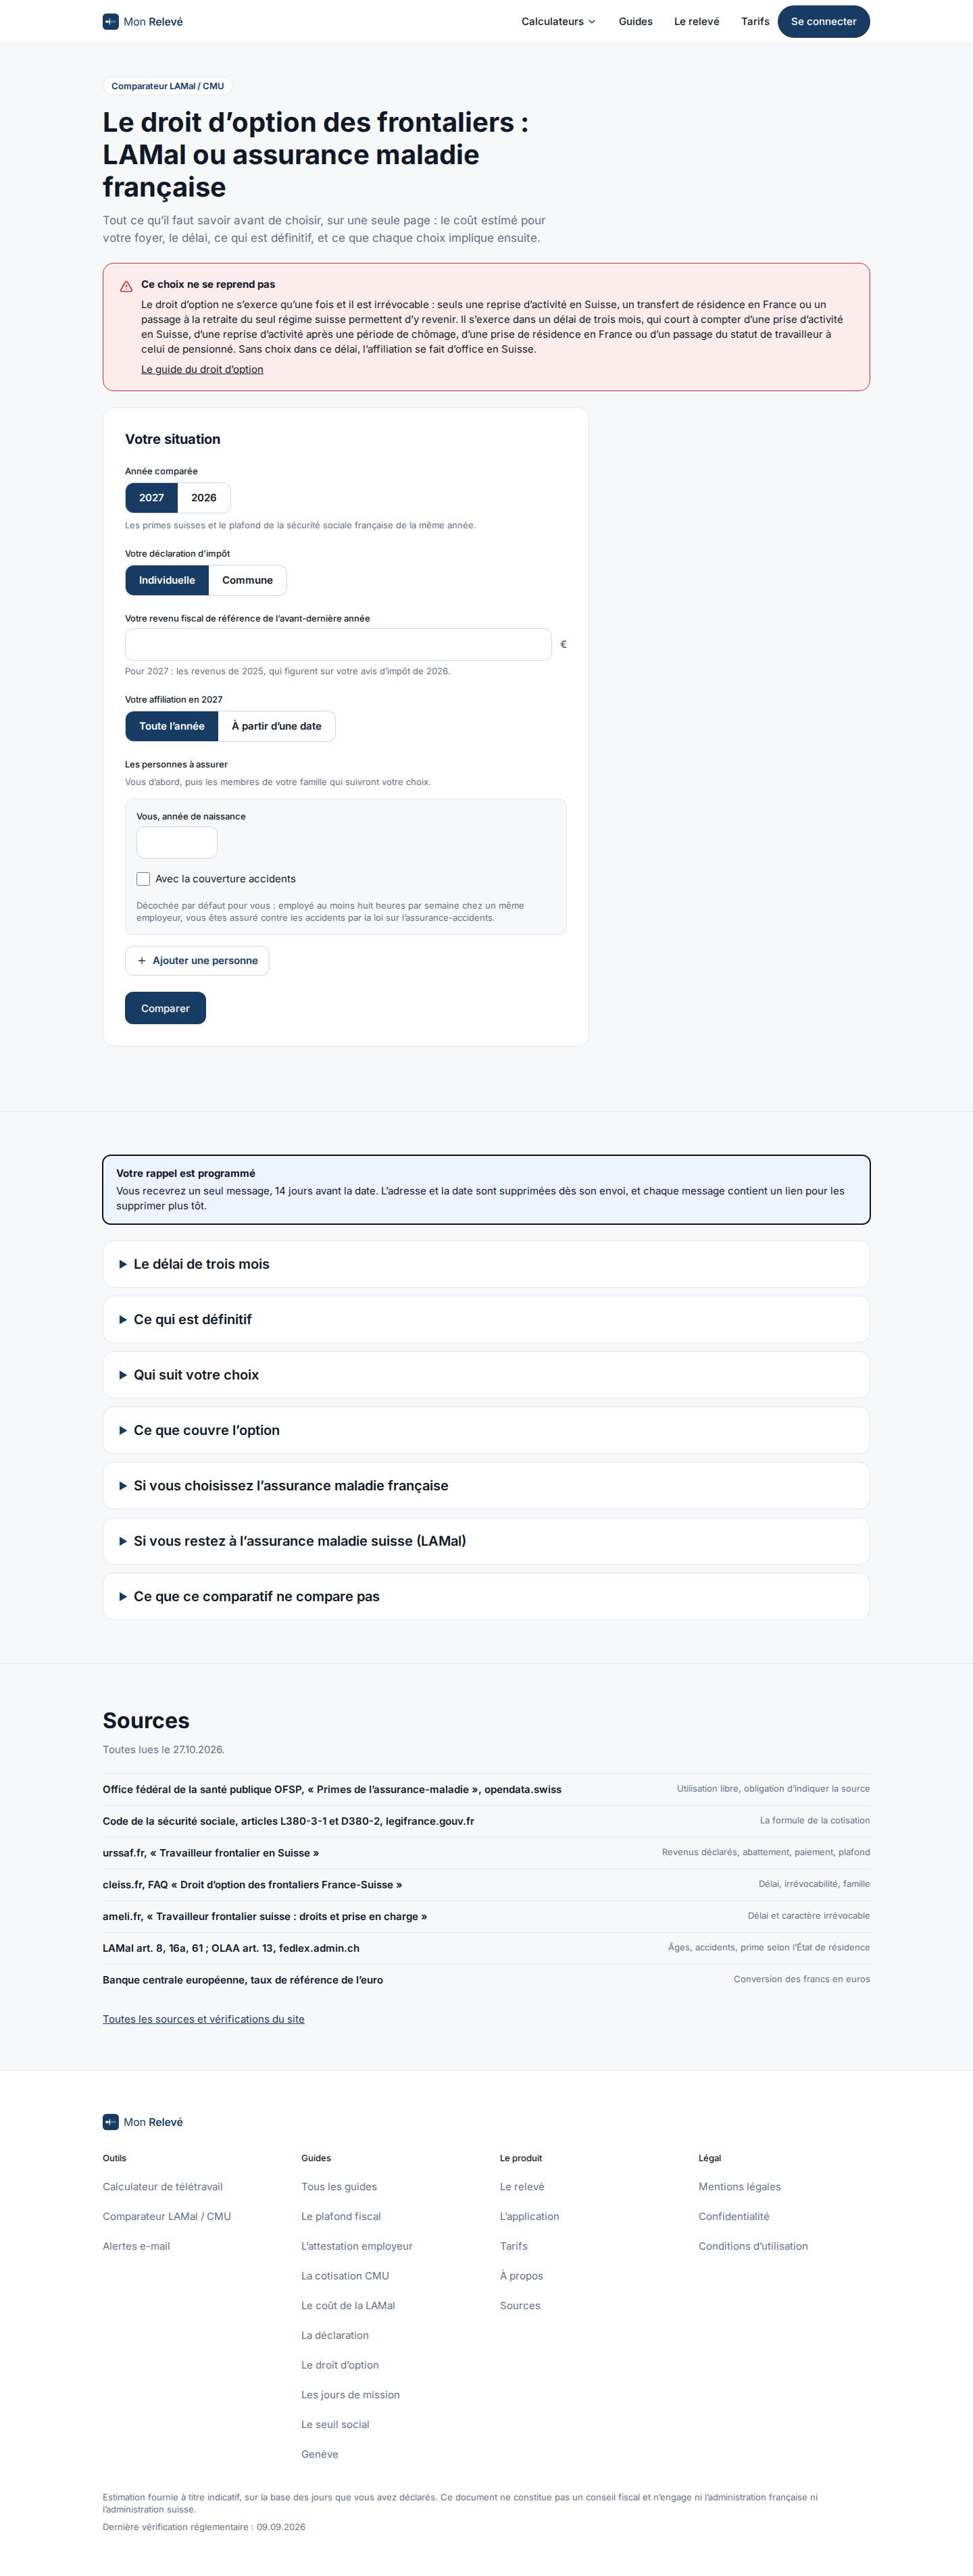 Mon Relevé
Calculateurs
Guides
Le relevé
Tarifs
Se connecter
Comparateur LAMal / CMU
Le droit d’option des frontaliers :
LAMal ou assurance maladie
française
Tout ce qu’il faut savoir avant de choisir, sur une seule page : le coût estimé pour
votre foyer, le délai, ce qui est définitif, et ce que chaque choix implique ensuite.
Ce choix ne se reprend pas
Le droit d’option ne s’exerce qu’une fois et il est irrévocable : seuls une reprise d’activité en Suisse, un transfert de résidence en France ou un
passage à la retraite du seul régime suisse permettent d’y revenir. Il s’exerce dans un délai de trois mois, qui court à compter d’une prise d’activité
en Suisse, d’une reprise d’activité après une période de chômage, d’une prise de résidence en France ou d’un passage du statut de travailleur à
celui de pensionné. Sans choix dans ce délai, l’affiliation se fait d’office en Suisse.
Le guide du droit d’option
Votre situation
Année comparée
2027
2026
Les primes suisses et le plafond de la sécurité sociale française de la même année.
Votre déclaration d’impôt
Individuelle
Commune
Votre revenu fiscal de référence de l’avant-dernière année
€
Pour 2027 : les revenus de 2025, qui figurent sur votre avis d’impôt de 2026.
Votre affiliation en 2027
Toute l’année
À partir d’une date
Les personnes à assurer
Vous d’abord, puis les membres de votre famille qui suivront votre choix.
Vous, année de naissance
Avec la couverture accidents
Décochée par défaut pour vous : employé au moins huit heures par semaine chez un même
employeur, vous êtes assuré contre les accidents par la loi sur l’assurance-accidents.
Ajouter une personne
Comparer
Votre rappel est programmé
Vous recevrez un seul message, 14 jours avant la date. L’adresse et la date sont supprimées dès son envoi, et chaque message contient un lien pour les
supprimer plus tôt.
Le délai de trois mois
Ce qui est définitif
Qui suit votre choix
Ce que couvre l’option
Si vous choisissez l’assurance maladie française
Si vous restez à l’assurance maladie suisse (LAMal)
Ce que ce comparatif ne compare pas
Sources
Toutes lues le 27.10.2026.
Office fédéral de la santé publique OFSP, « Primes de l’assurance-maladie », opendata.swiss
Utilisation libre, obligation d’indiquer la source
Code de la sécurité sociale, articles L380-3-1 et D380-2, legifrance.gouv.fr
La formule de la cotisation
urssaf.fr, « Travailleur frontalier en Suisse »
Revenus déclarés, abattement, paiement, plafond
cleiss.fr, FAQ « Droit d’option des frontaliers France-Suisse »
Délai, irrévocabilité, famille
ameli.fr, « Travailleur frontalier suisse : droits et prise en charge »
Délai et caractère irrévocable
LAMal art. 8, 16a, 61 ; OLAA art. 13, fedlex.admin.ch
Âges, accidents, prime selon l’État de résidence
Banque centrale européenne, taux de référence de l’euro
Conversion des francs en euros
Toutes les sources et vérifications du site
Mon Relevé
Outils
Calculateur de télétravail
Comparateur LAMal / CMU
Alertes e-mail
Guides
Tous les guides
Le plafond fiscal
L’attestation employeur
La cotisation CMU
Le coût de la LAMal
La déclaration
Le droit d’option
Les jours de mission
Le seuil social
Genève
Le produit
Le relevé
L’application
Tarifs
À propos
Sources
Légal
Mentions légales
Confidentialité
Conditions d’utilisation
Estimation fournie à titre indicatif, sur la base des jours que vous avez déclarés. Ce document ne constitue pas un conseil fiscal et n’engage ni l’administration française ni
l’administration suisse.
Dernière vérification réglementaire : 09.09.2026